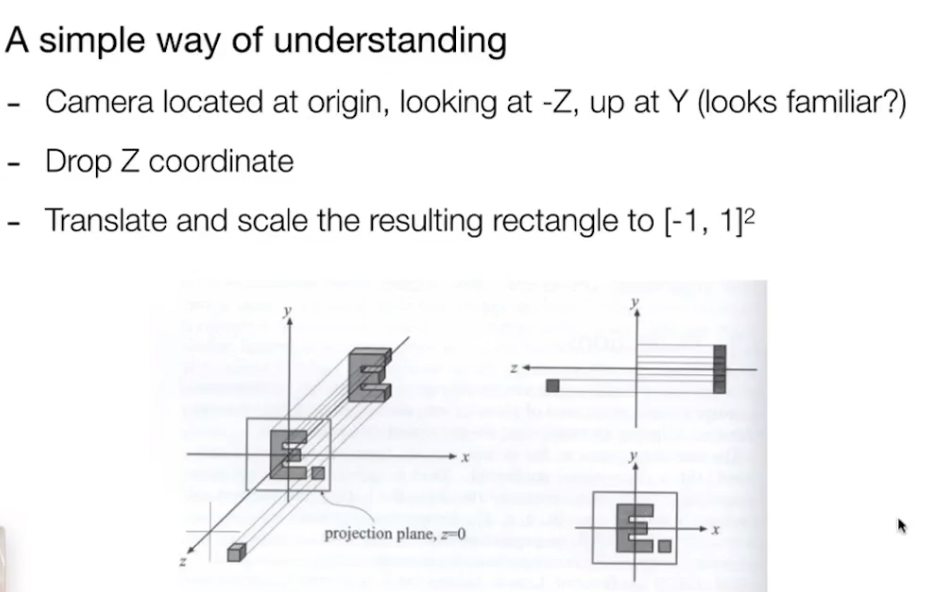 A simple way of understanding
- Camera located at origin, looking at -Z, up at Y (looks familiar?)
- Drop Z coordinate
- Translate and scale the resulting rectangle to [-1, 1]²
y
x
z
projection plane, z=0
y
z
y
x